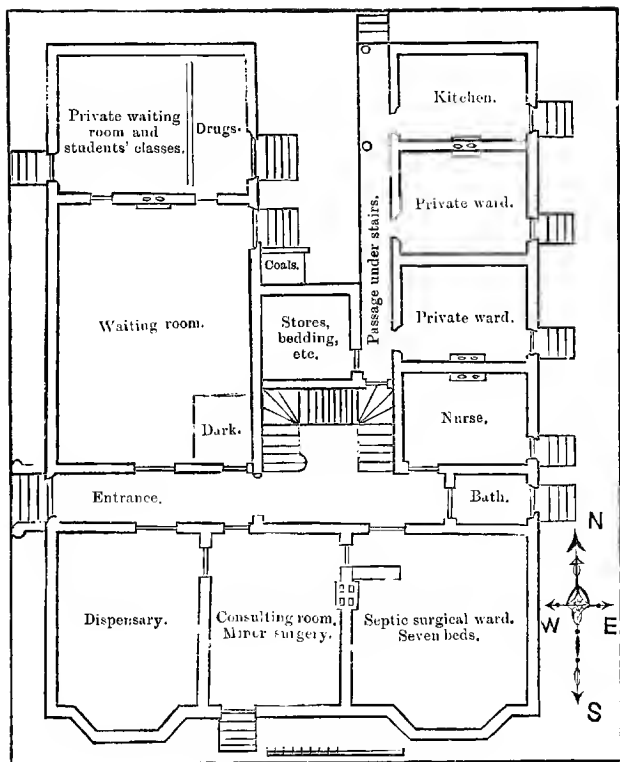 Private waiting
room and
students' classes.
Drugs.
Kitchen.
Private ward.
Passage under stairs.
Coals.
Waiting room.
Stores,
bedding,
etc.
Private ward.
Dark.
Nurse.
Entrance.
Bath.
N
Dispensary.
Consulting room.
Minor surgery.
Septic surgical ward.
Seven beds.
W
E
S